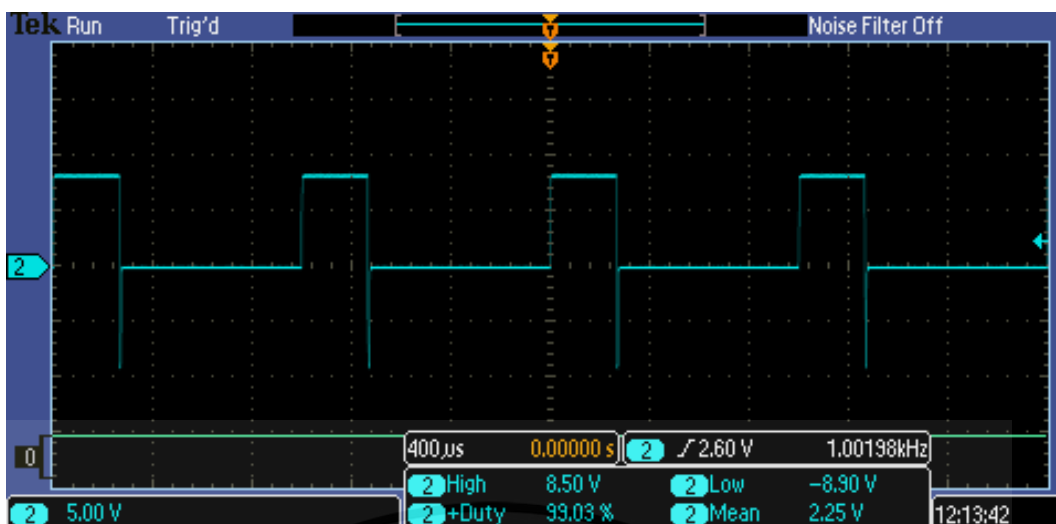 Tek Run Trig'd Noise Filter Off
T
T
2
0
400µs 0.00000 s 2 2.60 V 1.00198kHz
2 High 8.50 V 2 Low −8.90 V
2 5.00 V 2 +Duty 99.03 % 2 Mean 2.25 V 12:13:42